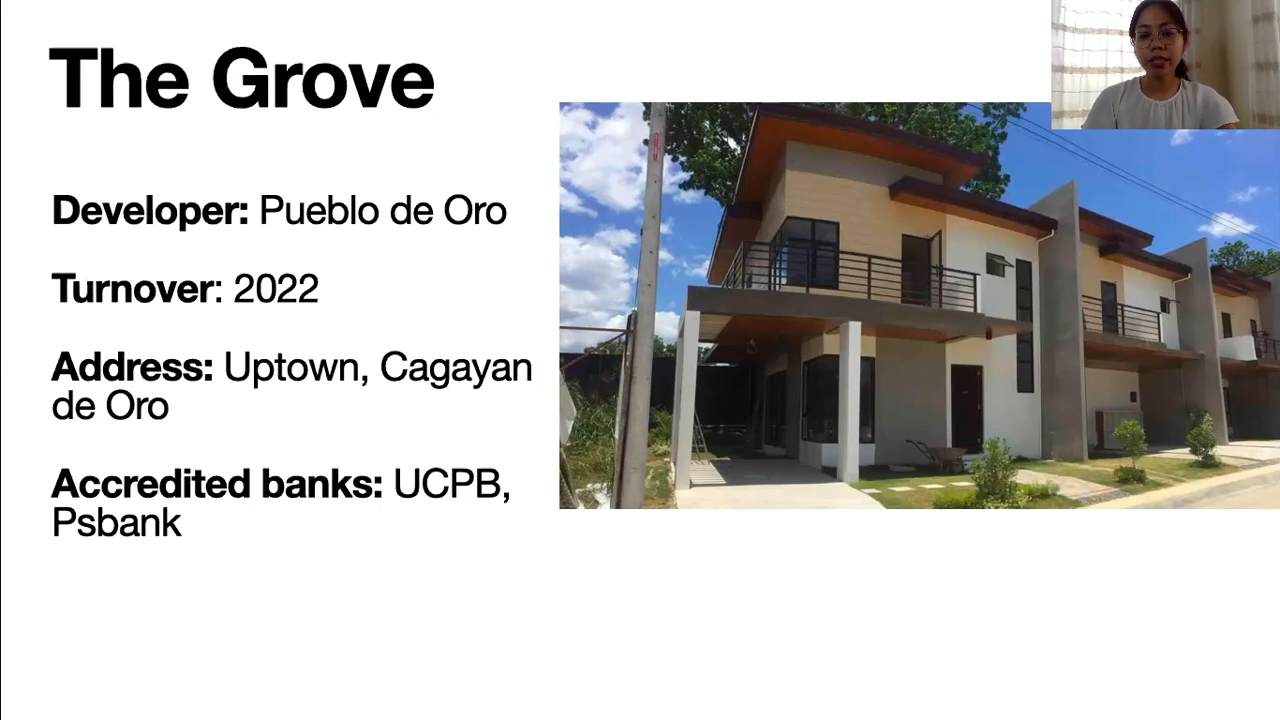 The Grove
Developer: Pueblo de Oro
Turnover: 2022
Address: Uptown, Cagayan
de Oro
Accredited banks: UCPB,
Psbank